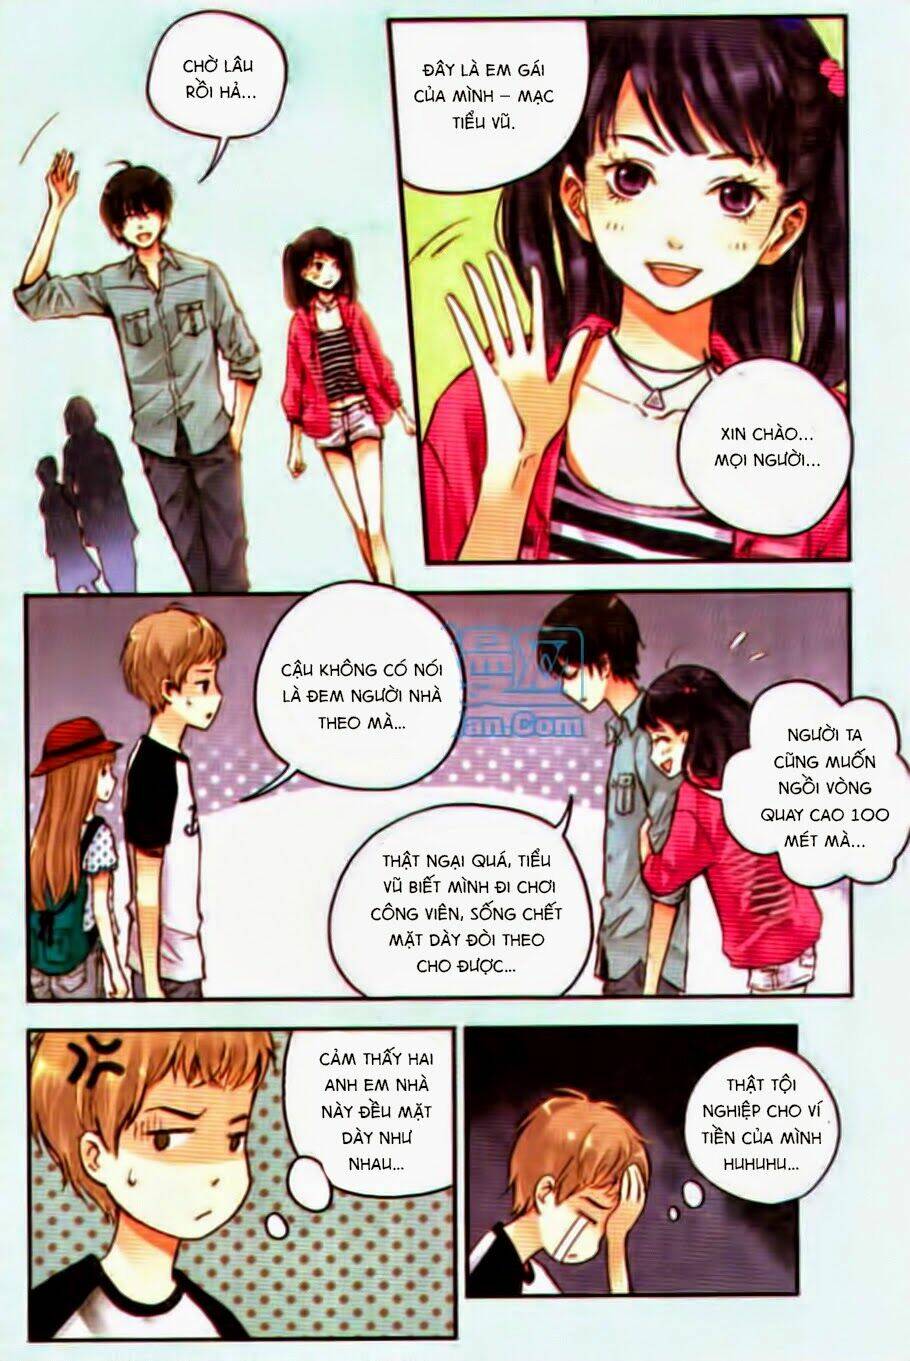 CHỜ LÂU
RỒI HẢ...
ĐÂY LÀ EM GÁI
CỦA MÌNH – MẠC
TIỂU VŨ.
XIN CHÀO...
MỌI NGƯỜI...
CẬU KHÔNG CÓ NÓI
LÀ ĐEM NGƯỜI NHÀ
THEO MÀ...
NGƯỜI TA
CŨNG MUỐN
NGỒI VÒNG
QUAY CAO 100
MÉT MÀ...
THẬT NGẠI QUÁ, TIỂU
VŨ BIẾT MÌNH ĐI CHƠI
CÔNG VIÊN, SỐNG CHẾT
MẶT DÀY ĐÒI THEO
CHO ĐƯỢC...
漫网
an.Com
CẢM THẤY HAI
ANH EM NHÀ
NÀY ĐỀU MẶT
DÀY NHƯ
NHAU...
THẬT TỘI
NGHIỆP CHO VÍ
TIỀN CỦA MÌNH
HUHUHU...